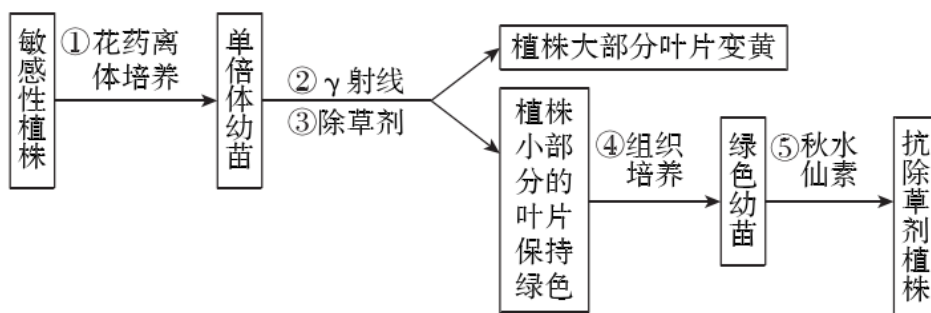 敏感性植株
①花药离
体培养
单倍体幼苗
②γ射线
③除草剂
植株大部分叶片变黄
植株
小部
分的
叶片
保持
绿色
④组织
培养
绿色幼苗
⑤秋水
仙素
抗除草剂植株